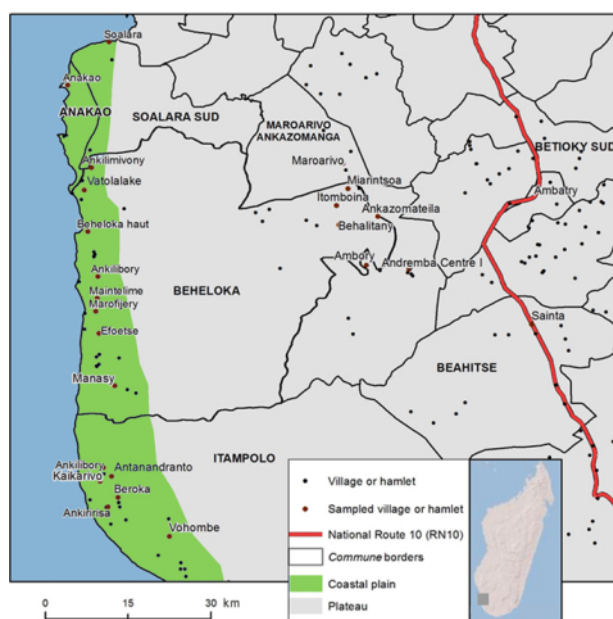 Soalara
Anakao
ANAKAO
SOALARA SUD
MAROARIVO
ANKAZOMANGA
BETIOKY SUD
Ankilimivony
Maroarivo
Vatolalake
Miarintsoa
Ambatry
Itomboina
Ankazomateila
Beheloka haut
Behalitany
Ambory
Andremba Centre I
Ankilibory
BEHELOKA
Maintelime
Marofijery
Sainta
Efoetse
BEAHITSE
Manasy
ITAMPOLO
Ankilibory
Antanandranto
Kaikarivo
Beroka
Ankiririsa
Vohombe
Village or hamlet
Sampled village or hamlet
National Route 10 (RN10)
Commune borders
Coastal plain
Plateau
0 15 30 km